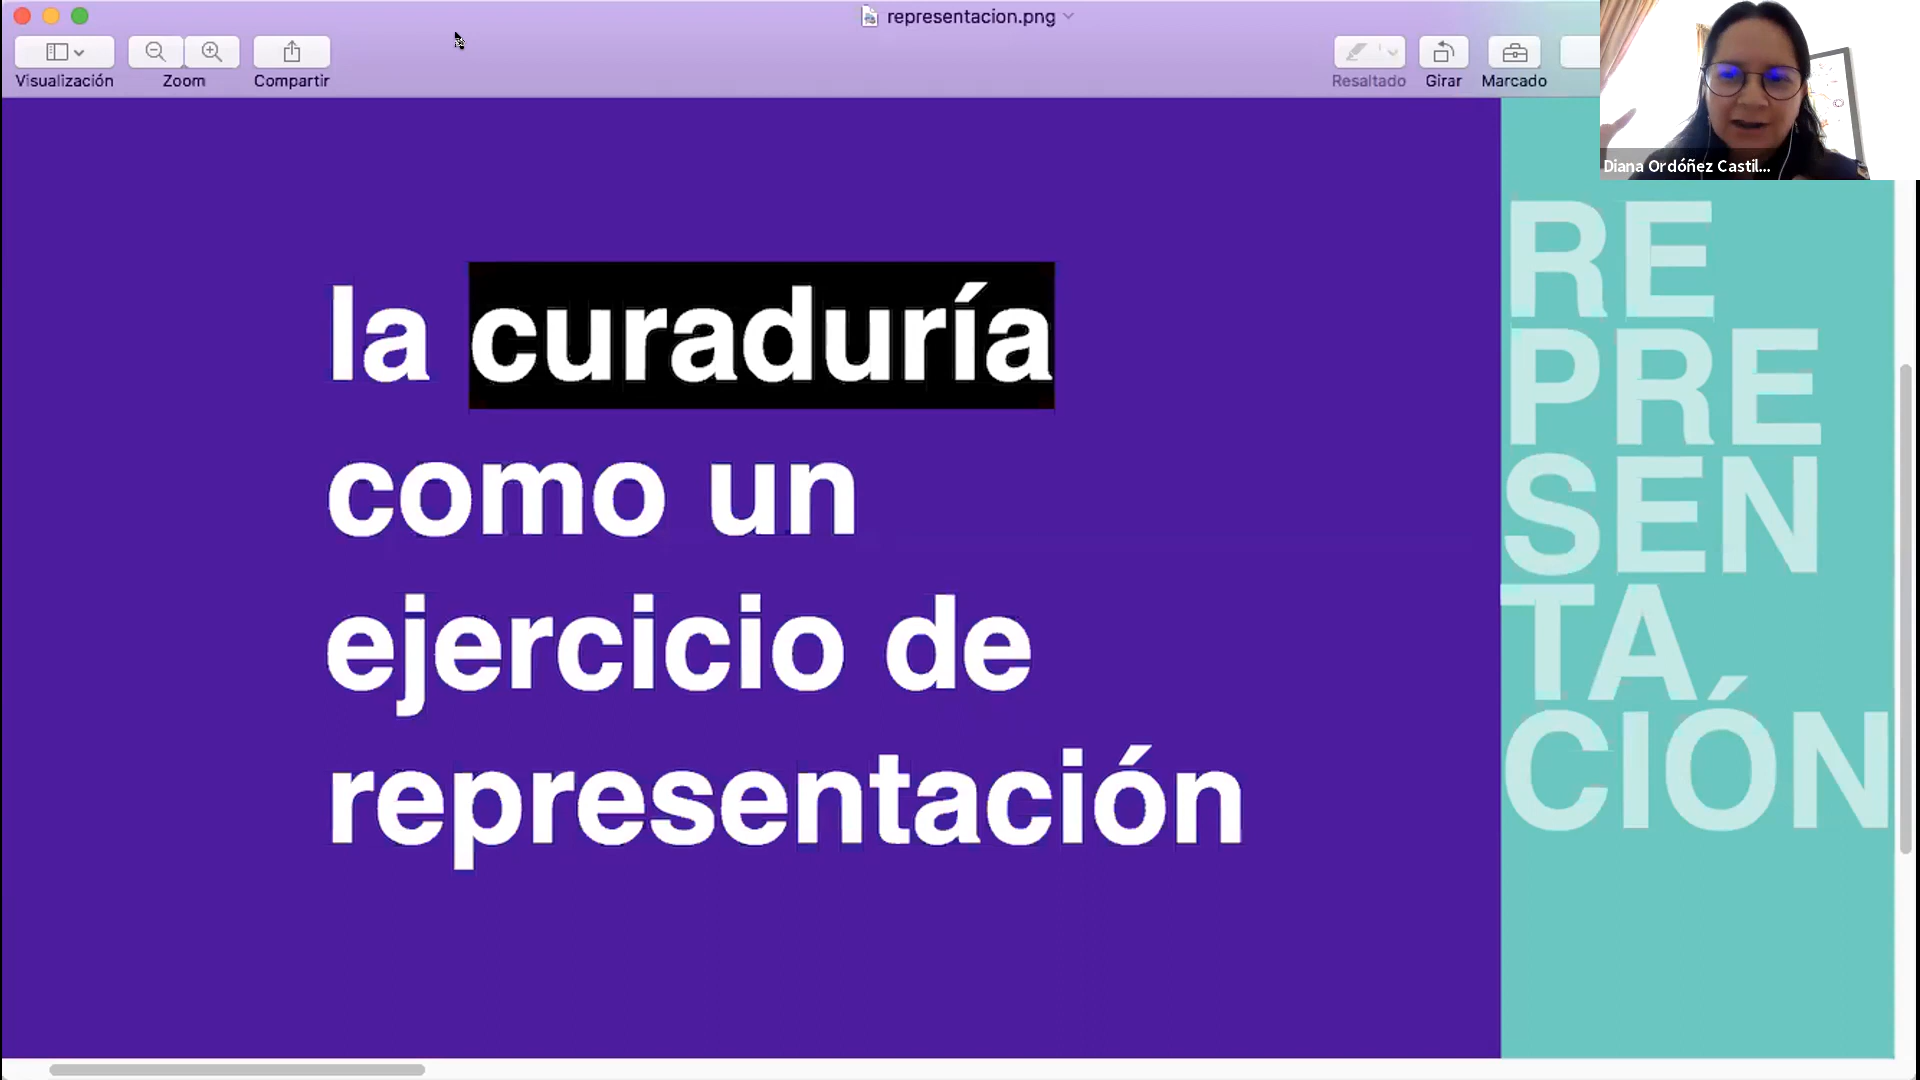 representacion.png
Visualización
Zoom
Compartir
Resaltado
Girar
Marcado
Diana Ordóñez Castil...
la curaduría
como un
ejercicio de
representación
RE
PRE
SEN
TA
CIÓN